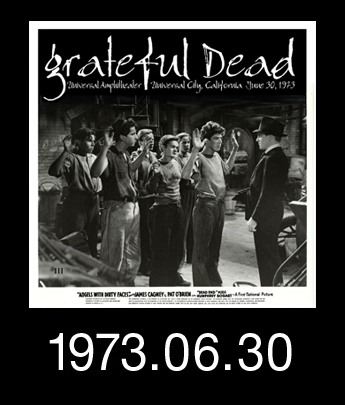 grateful Dead
Universal Amphitheater Universal City, California June 30, 1973
111
"ANGELS WITH DIRTY FACES" JAMES CAGNEY PAT O'BRIEN "DEAD END" KIDS HUMPHREY BOGART A First National Picture
1973.06.30